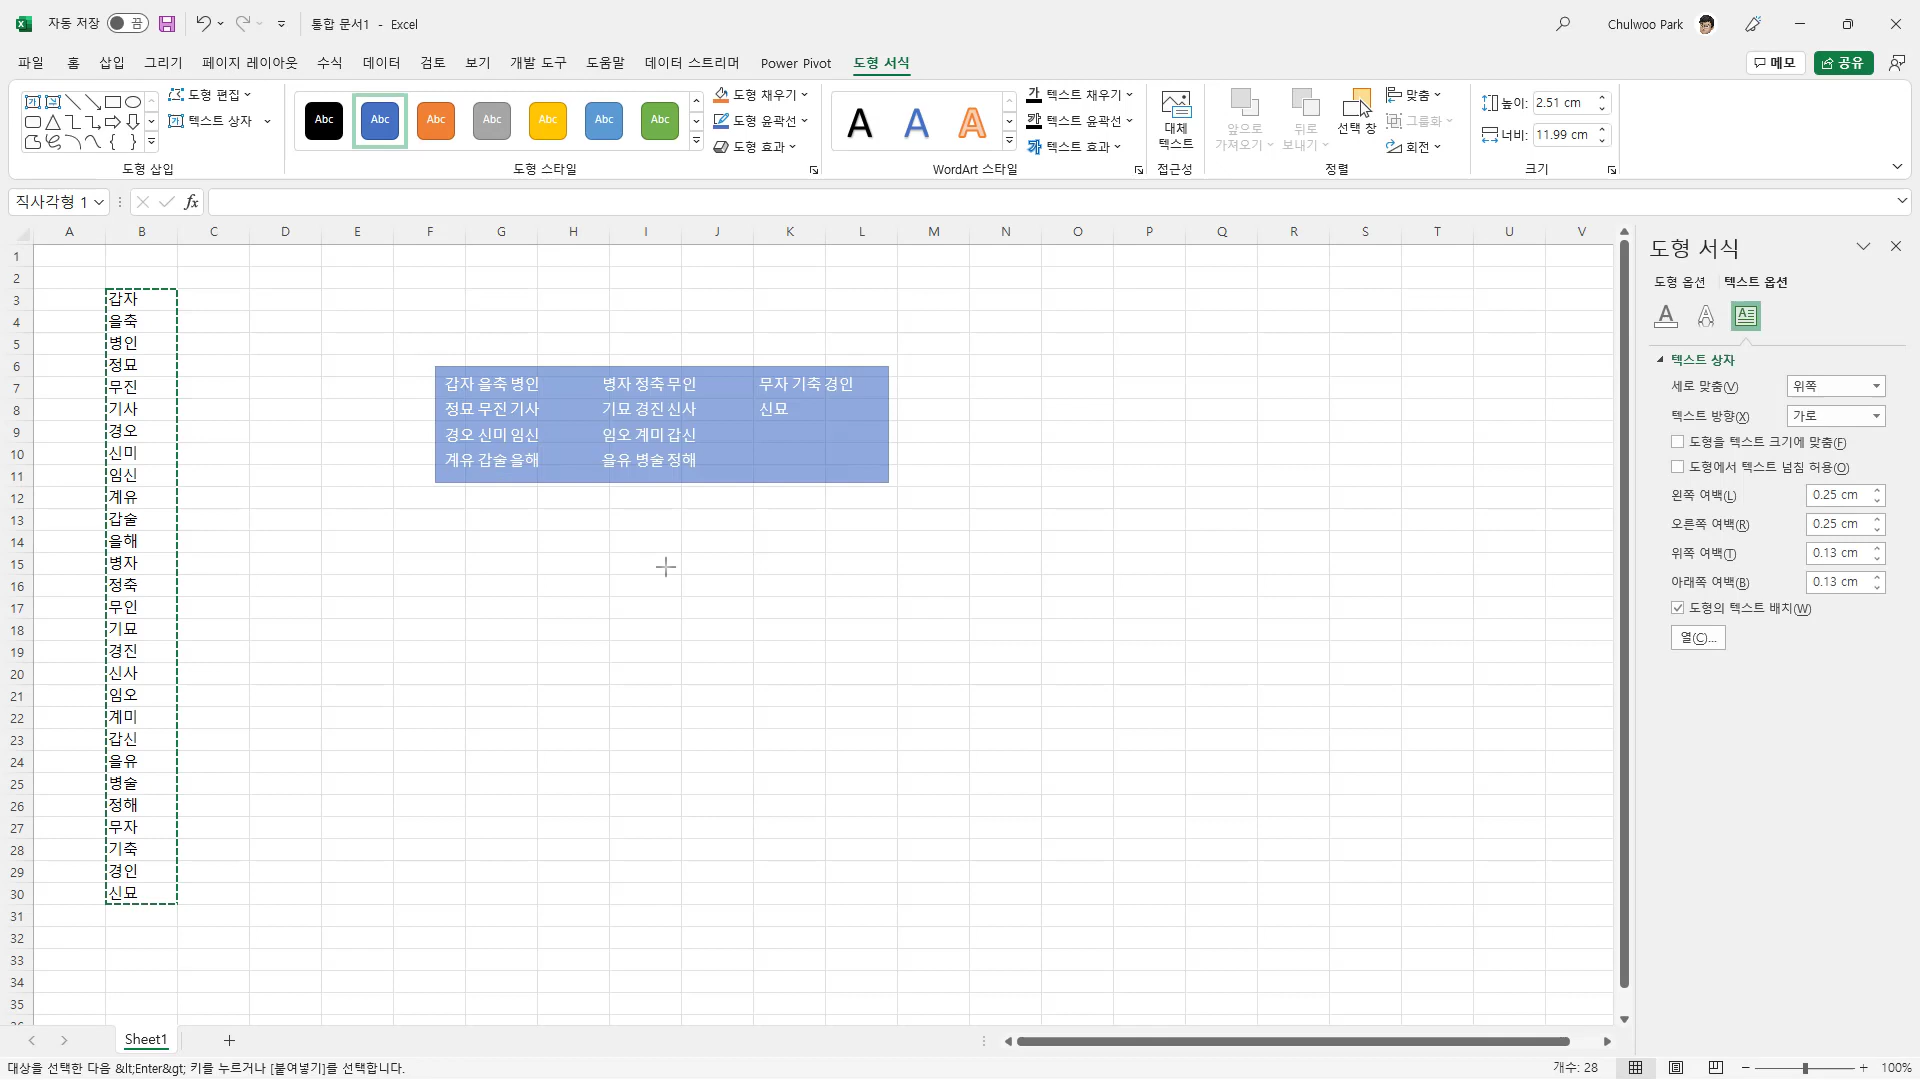 자동 저장 끔 통합 문서1 - Excel Chulwoo Park
파일 홈 삽입 그리기 페이지 레이아웃 수식 데이터 검토 보기 개발 도구 도움말 데이터 스트리머 Power Pivot 도형 서식 메모 공유
도형 편집
텍스트 상자
도형 삽입
Abc Abc Abc Abc Abc Abc Abc
도형 채우기
도형 윤곽선
도형 효과
도형 스타일
A A A
텍스트 채우기
텍스트 윤곽선
텍스트 효과
WordArt 스타일
대체
텍스트
접근성
앞으로
가져오기
뒤로
보내기
선택 창
맞춤
그룹화
회전
정렬
높이: 2.51 cm
너비: 11.99 cm
크기
직사각형 1 fx
A B C D E F G H I J K L M N O P Q R S T U V
1
2
3 갑자
4 을축
5 병인
6 정묘
7 무진
8 기사
9 경오
10 신미
11 임신
12 계유
13 갑술
14 을해
15 병자
16 정축
17 무인
18 기묘
19 경진
20 신사
21 임오
22 계미
23 갑신
24 을유
25 병술
26 정해
27 무자
28 기축
29 경인
30 신묘
31
32
33
34
35
갑자 을축 병인
정묘 무진 기사
경오 신미 임신
계유 갑술 을해
병자 정축 무인
기묘 경진 신사
임오 계미 갑신
을유 병술 정해
무자 기축 경인
신묘
도형 서식
도형 옵션 텍스트 옵션
텍스트 상자
세로 맞춤(V) 위쪽
텍스트 방향(X) 가로
도형을 텍스트 크기에 맞춤(F)
도형에서 텍스트 넘침 허용(O)
왼쪽 여백(L) 0.25 cm
오른쪽 여백(R) 0.25 cm
위쪽 여백(T) 0.13 cm
아래쪽 여백(B) 0.13 cm
도형의 텍스트 배치(W)
열(C)...
Sheet1
대상을 선택한 다음 &lt;Enter&gt; 키를 누르거나 [붙여넣기]를 선택합니다. 개수: 28 100%